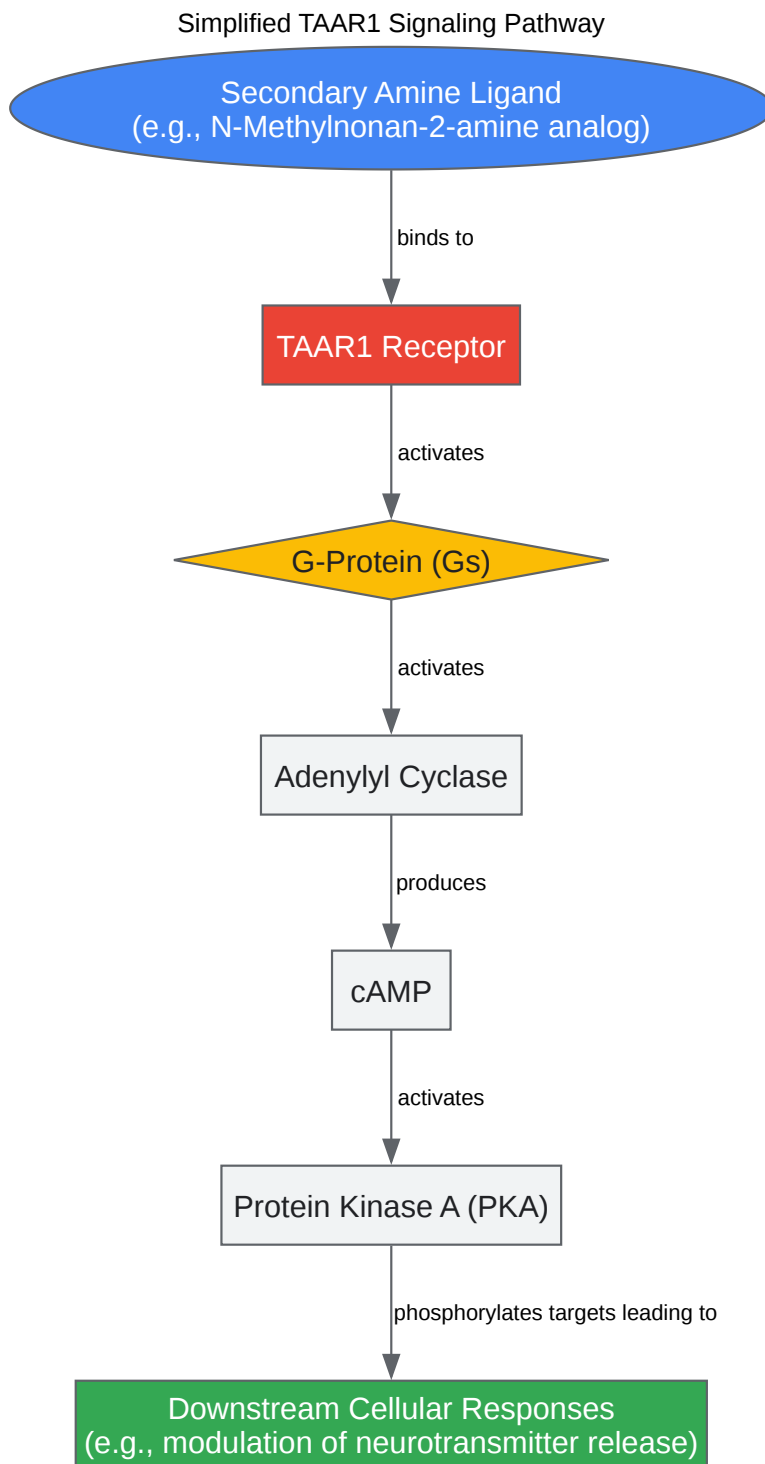 Simplified TAAR1 Signaling Pathway
Secondary Amine Ligand
(e.g., N-Methylnonan-2-amine analog)
binds to
TAAR1 Receptor
activates
G-Protein (Gs)
activates
Adenylyl Cyclase
produces
cAMP
activates
Protein Kinase A (PKA)
phosphorylates targets leading to
Downstream Cellular Responses
(e.g., modulation of neurotransmitter release)